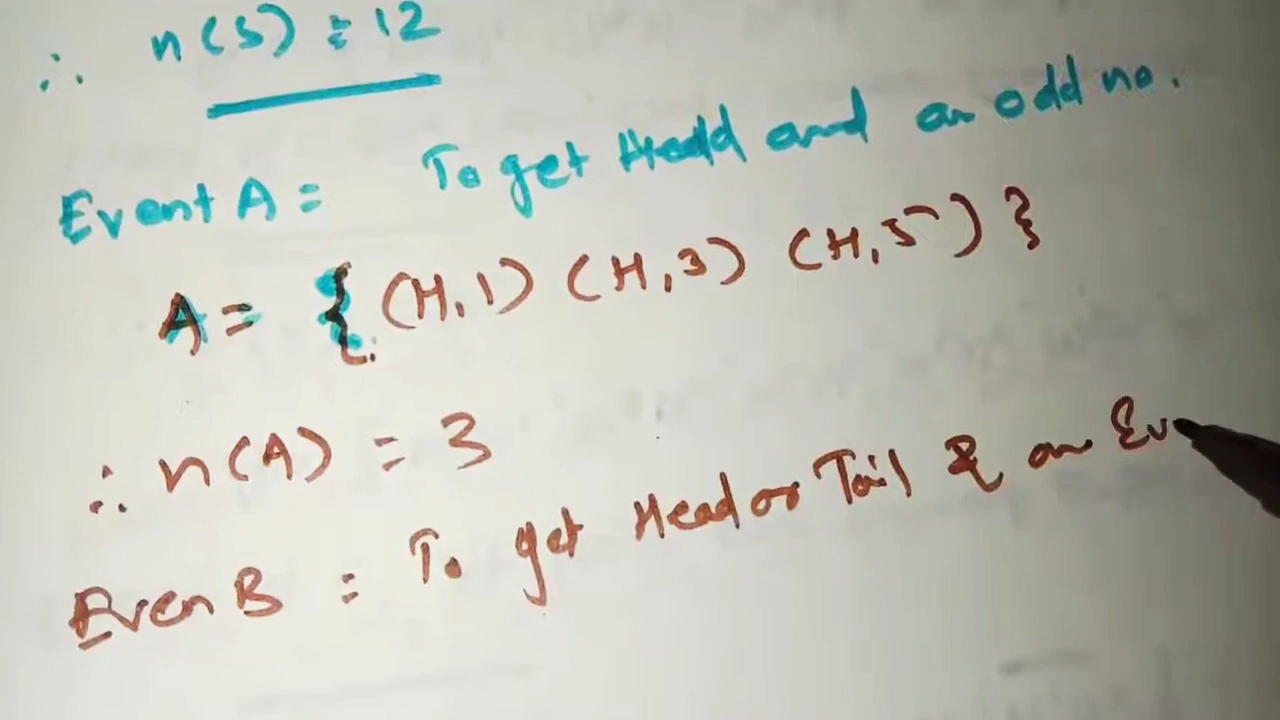 ∴ n(S) = 12
Event A = To get Head and an odd no.
A = { (H,1) (H,3) (H,5) }
∴ n(A) = 3
Even B = To get Head or Tail & an Ev